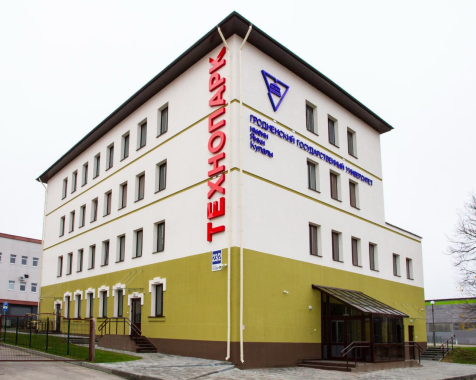 ТЕХНОПАРК
ГРОДНЕНСКИЙ ГОСУДАРСТВЕННЫЙ УНИВЕРСИТЕТ
имени
Янки
Купалы